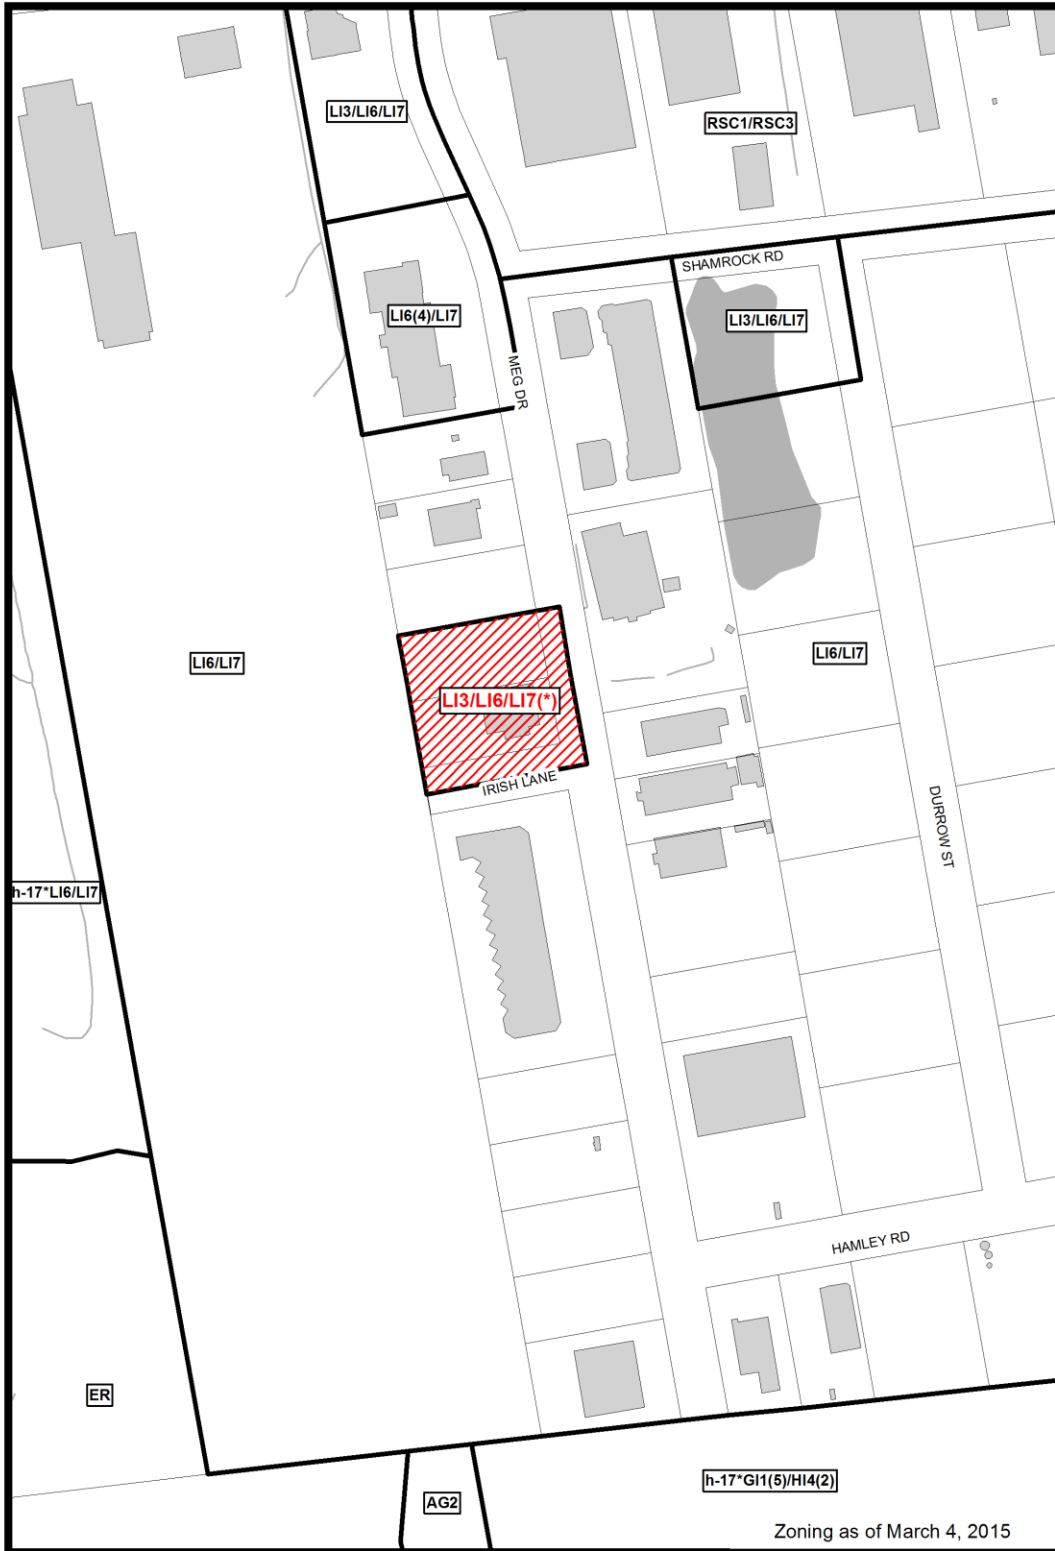 LI3/LI6/LI7
RSC1/RSC3
SHAMROCK RD
LI6(4)/LI7
LI3/LI6/LI7
MEG DR
LI6/LI7
LI6/LI7
LI3/LI6/LI7(*)
IRISH LANE
DURROW ST
h-17*LI6/LI7
HAMLEY RD
ER
h-17*GI1(5)/HI4(2)
AG2
Zoning as of March 4, 2015